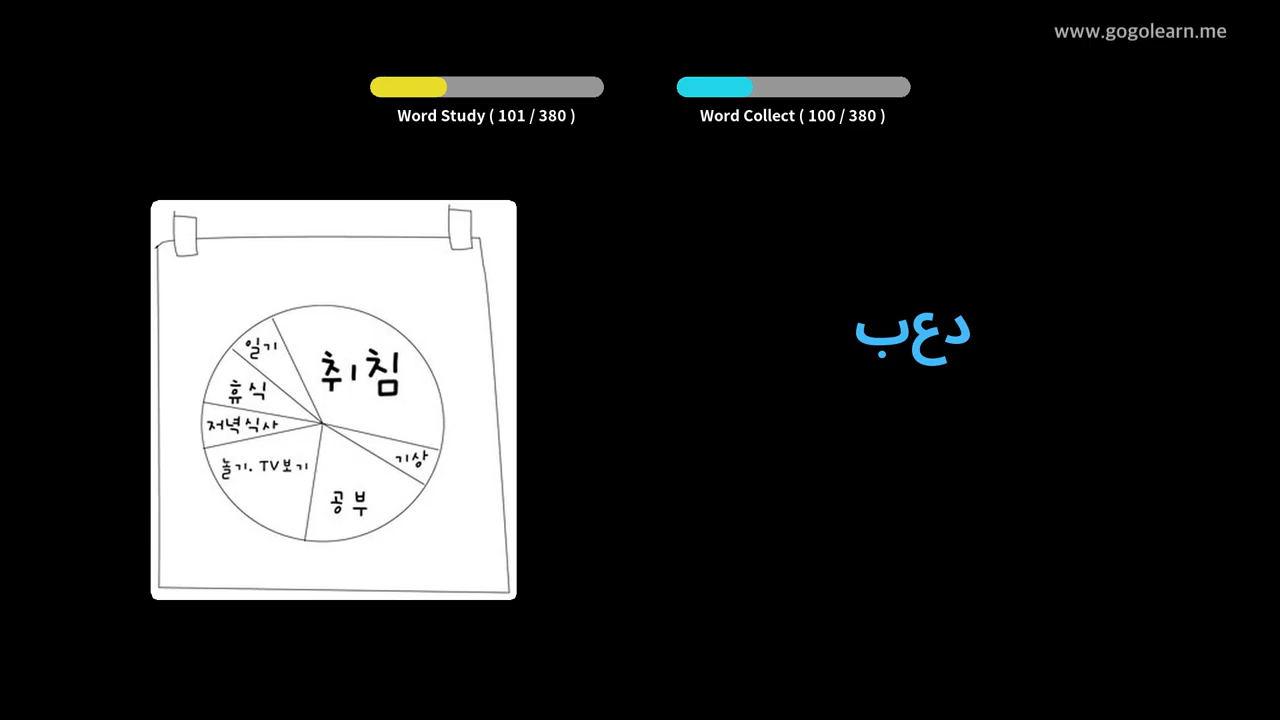 www.gogolearn.me
Word Study ( 101 / 380 )
Word Collect ( 100 / 380 )
일기
취침
휴식
저녁식사
기상
놀기. TV보기
공부
دعب